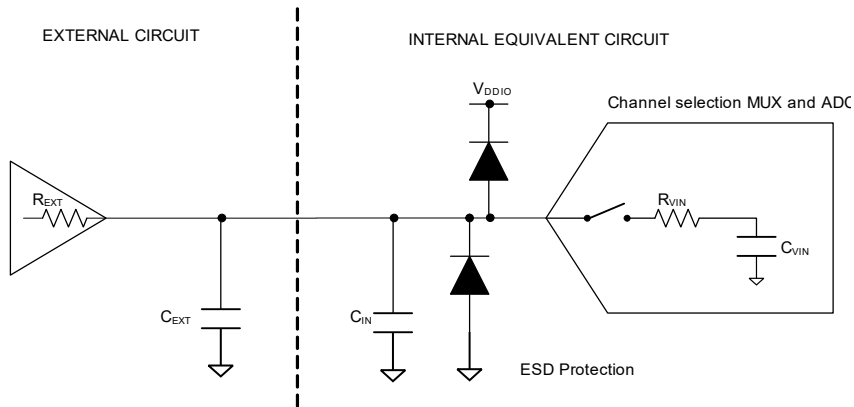 EXTERNAL CIRCUIT
INTERNAL EQUIVALENT CIRCUIT
VDDIO
Channel selection MUX and ADC
REXT
RVIN
CVIN
CEXT
CIN
ESD Protection